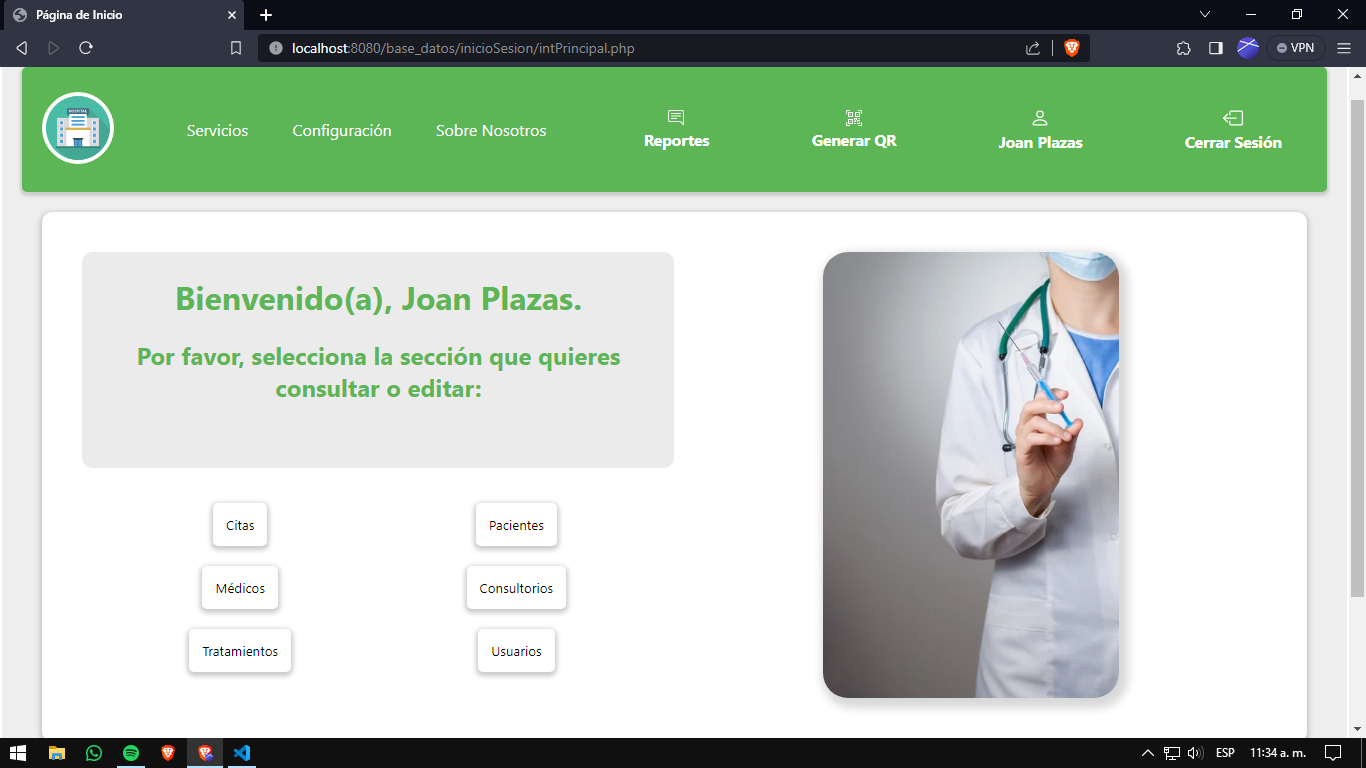 Página de Inicio
localhost:8080/base_datos/inicioSesion/intPrincipal.php
VPN
HOSPITAL
Servicios
Configuración
Sobre Nosotros
Reportes
Generar QR
Joan Plazas
Cerrar Sesión
Bienvenido(a), Joan Plazas.
Por favor, selecciona la sección que quieres
consultar o editar:
Citas
Pacientes
Médicos
Consultorios
Tratamientos
Usuarios
ESP
11:34 a. m.